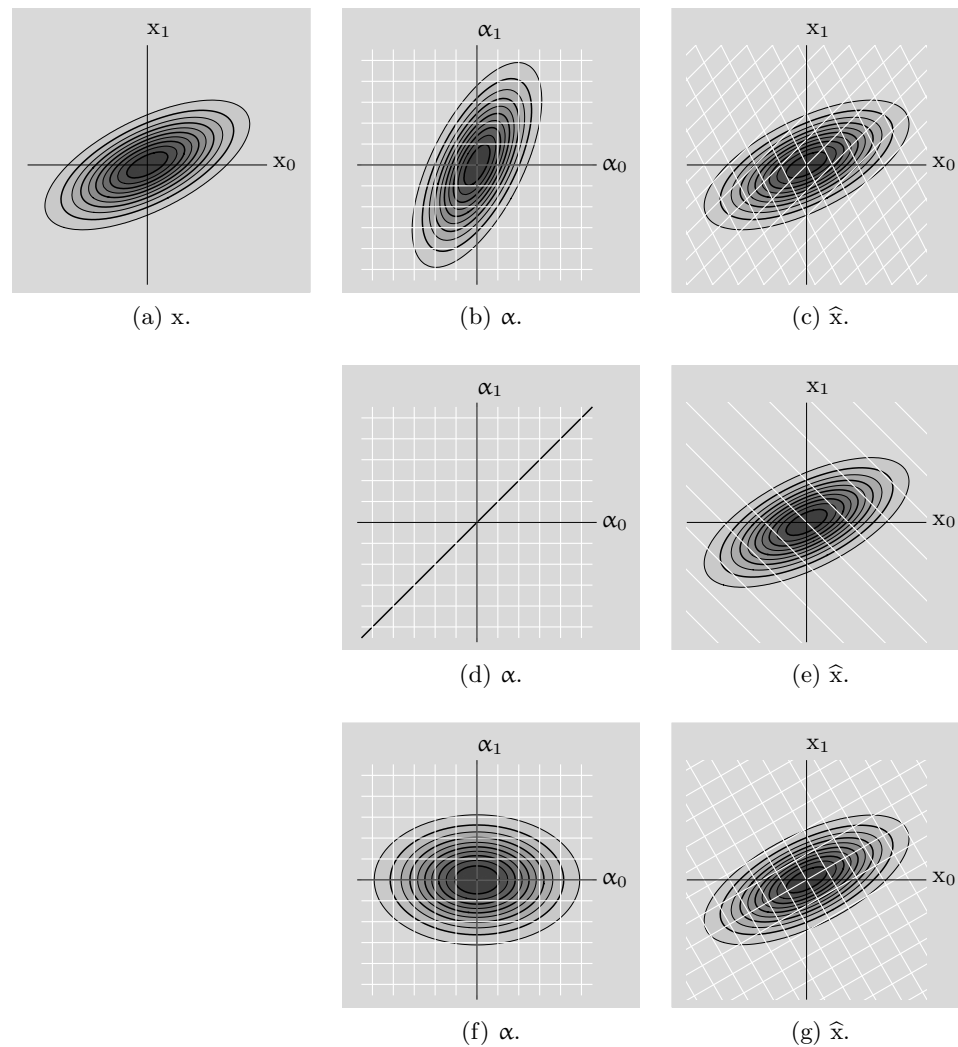 x₁
x₀
(a) x.
α₁
α₀
(b) α.
x₁
x₀
(c) x̂.
α₁
α₀
(d) α.
x₁
x₀
(e) x̂.
α₁
α₀
(f) α.
x₁
x₀
(g) x̂.